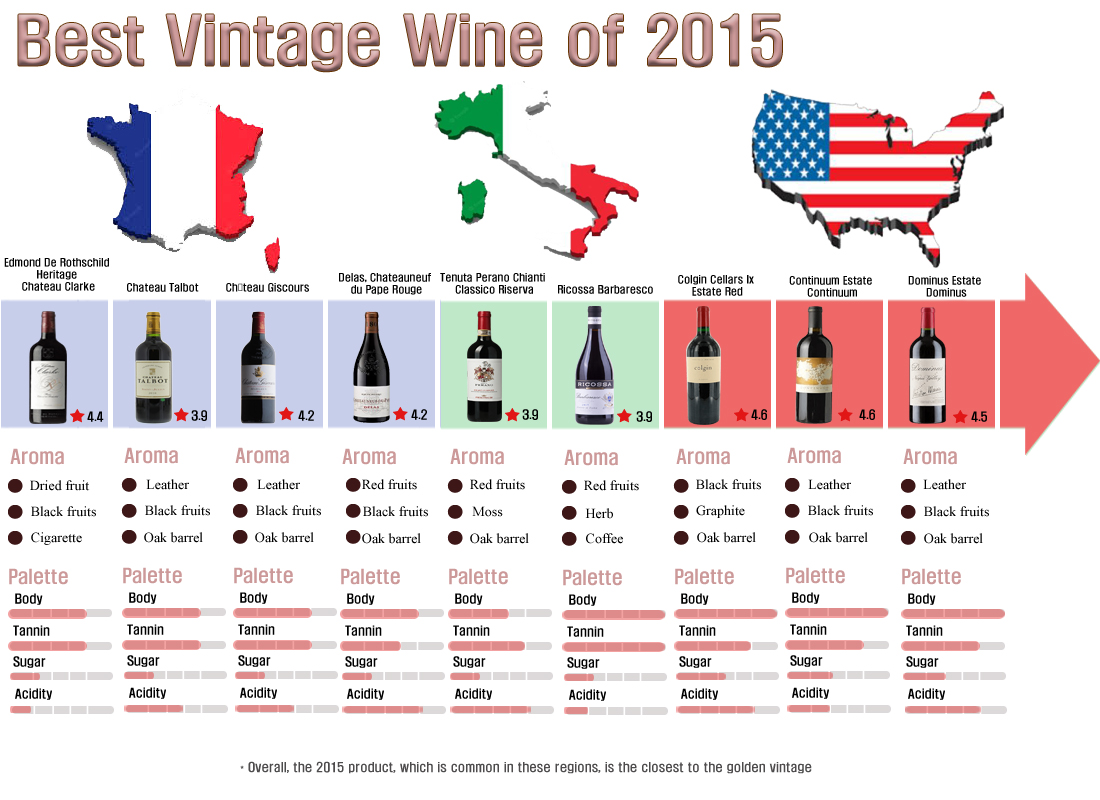 Best Vintage Wine of 2015
Edmond De Rothschild
Heritage
Chateau Clarke
Chateau Talbot
Ch□teau Giscours
Delas, Chateauneuf
du Pape Rouge
Tenuta Perano Chianti
Classico Riserva
Ricossa Barbaresco
Colgin Cellars Ix
Estate Red
Continuum Estate
Continuum
Dominus Estate
Dominus
TALBOT
RICOSSA
colgin
Dominus
4.4
3.9
4.2
4.2
3.9
3.9
4.6
4.6
4.5
Aroma
Dried fruit
Black fruits
Cigarette
Aroma
Leather
Black fruits
Oak barrel
Aroma
Leather
Black fruits
Oak barrel
Aroma
Red fruits
Black fruits
Oak barrel
Aroma
Red fruits
Moss
Oak barrel
Aroma
Red fruits
Herb
Coffee
Aroma
Black fruits
Graphite
Oak barrel
Aroma
Leather
Black fruits
Oak barrel
Aroma
Leather
Black fruits
Oak barrel
Palette
Body
Tannin
Sugar
Acidity
Palette
Body
Tannin
Sugar
Acidity
Palette
Body
Tannin
Sugar
Acidity
Palette
Body
Tannin
Sugar
Acidity
Palette
Body
Tannin
Sugar
Acidity
Palette
Body
Tannin
Sugar
Acidity
Palette
Body
Tannin
Sugar
Acidity
Palette
Body
Tannin
Sugar
Acidity
Palette
Body
Tannin
Sugar
Acidity
* Overall, the 2015 product, which is common in these regions, is the closest to the golden vintage